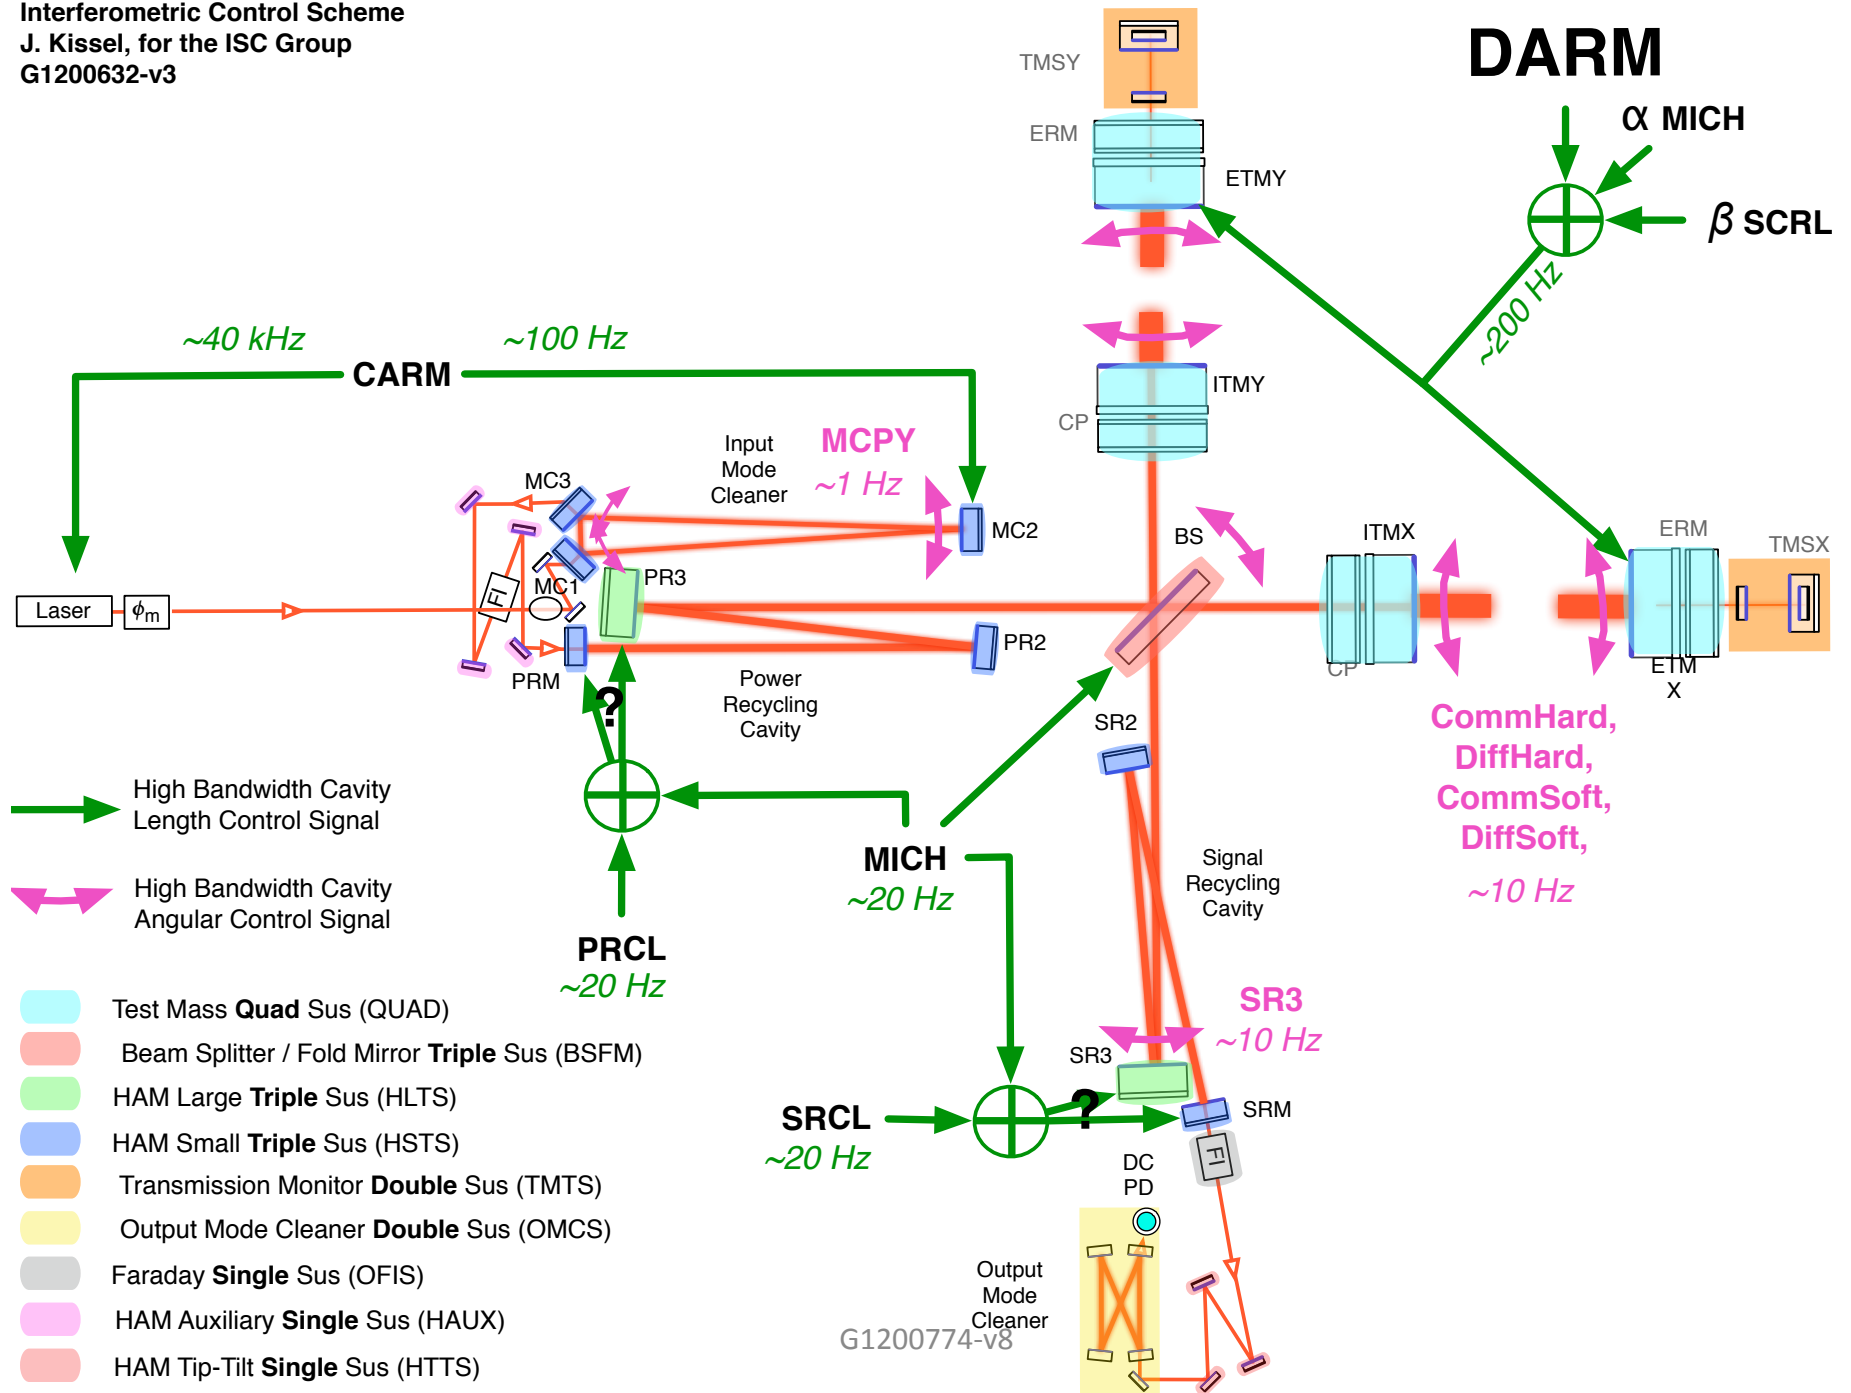 Interferometric Control Scheme
J. Kissel, for the ISC Group
G1200632-v3
DARM
α MICH
β SCRL
~200 Hz
TMSY
ERM
ETMY
ITMY
CP
~40 kHz
~100 Hz
CARM
Input
Mode
Cleaner
MCPY
~1 Hz
MC3
MC2
MC1
PR3
PR2
PRM
FI
Laser
ϕm
BS
ITMX
CP
ERM
TMSX
ETM
X
Power
Recycling
Cavity
?
CommHard,
DiffHard,
CommSoft,
DiffSoft,
~10 Hz
SR2
High Bandwidth Cavity
Length Control Signal
High Bandwidth Cavity
Angular Control Signal
MICH
~20 Hz
PRCL
~20 Hz
Signal
Recycling
Cavity
SR3
~10 Hz
SR3
SRM
?
SRCL
~20 Hz
FI
DC
PD
Output
Mode
Cleaner
G1200774-v8
Test Mass Quad Sus (QUAD)
Beam Splitter / Fold Mirror Triple Sus (BSFM)
HAM Large Triple Sus (HLTS)
HAM Small Triple Sus (HSTS)
Transmission Monitor Double Sus (TMTS)
Output Mode Cleaner Double Sus (OMCS)
Faraday Single Sus (OFIS)
HAM Auxiliary Single Sus (HAUX)
HAM Tip-Tilt Single Sus (HTTS)